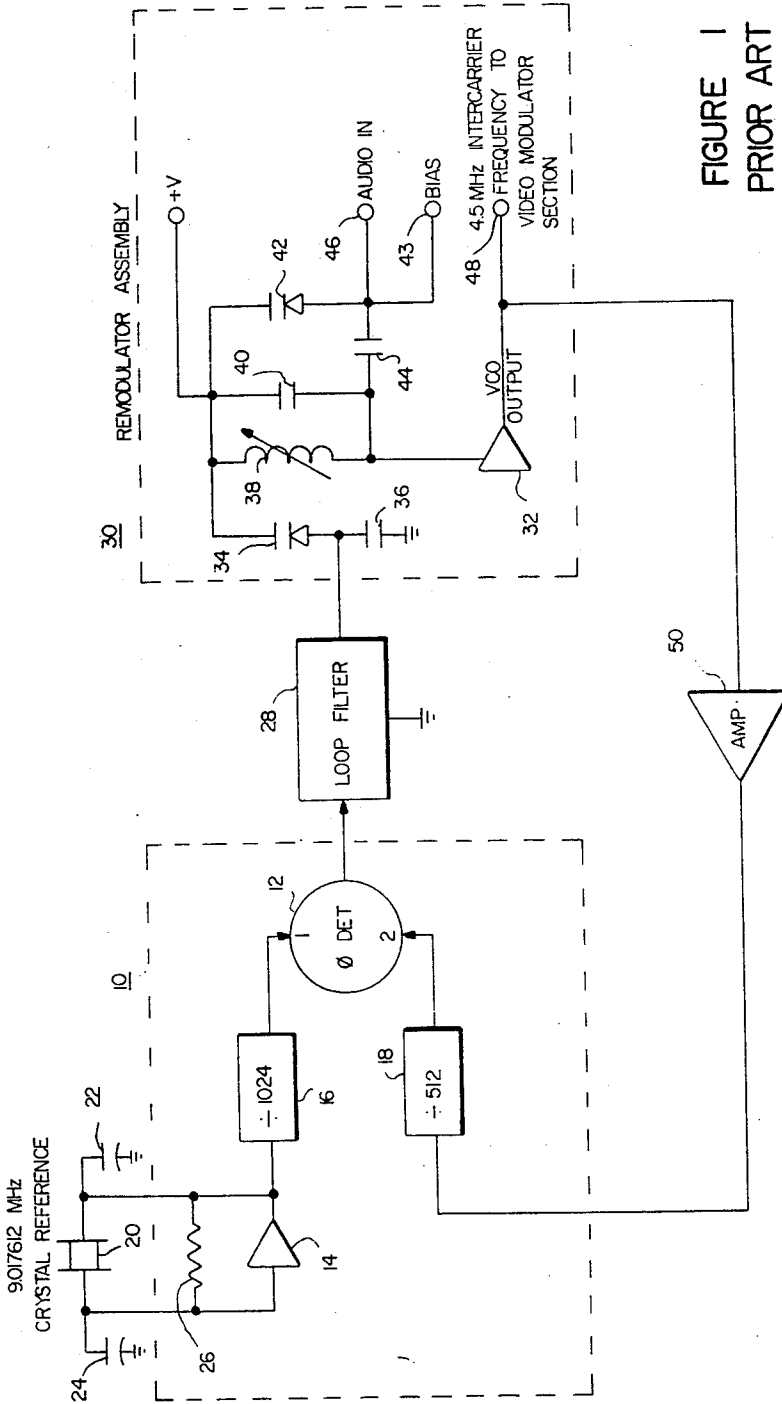 9.017612 MHz
CRYSTAL REFERENCE
24
20
22
26
14
10
÷ 1024
16
÷ 512
18
12
1
Ø DET
2
28
LOOP FILTER
30
REMODULATOR ASSEMBLY
+V
34
36
38
40
42
44
46
AUDIO IN
43
BIAS
32
VCO
OUTPUT
48
4.5 MHz INTERCARRIER
FREQUENCY TO
VIDEO MODULATOR
SECTION
50
AMP.
FIGURE 1
PRIOR ART